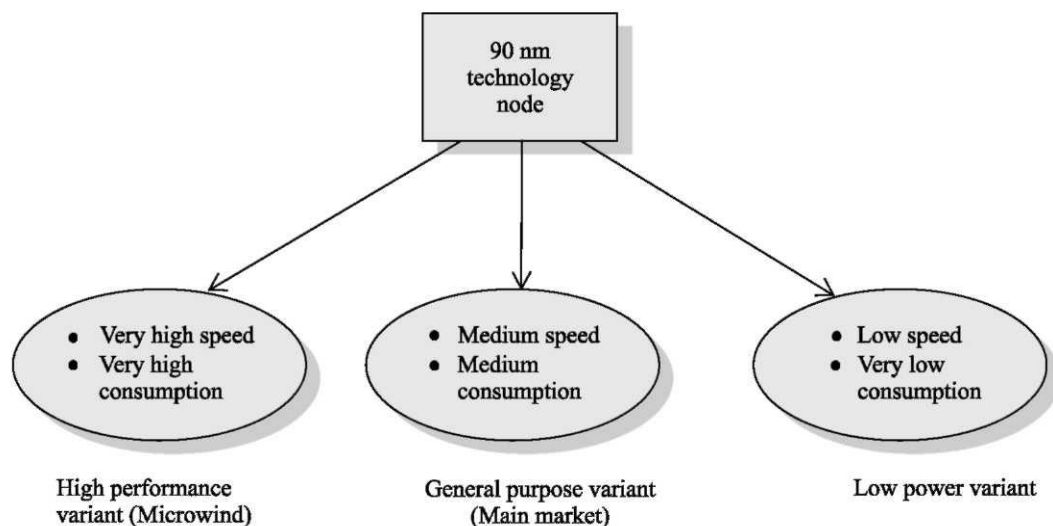 90 nm
technology
node
• Very high speed
• Very high
consumption
• Medium speed
• Medium
consumption
• Low speed
• Very low
consumption
High performance
variant (Microwind)
General purpose variant
(Main market)
Low power variant